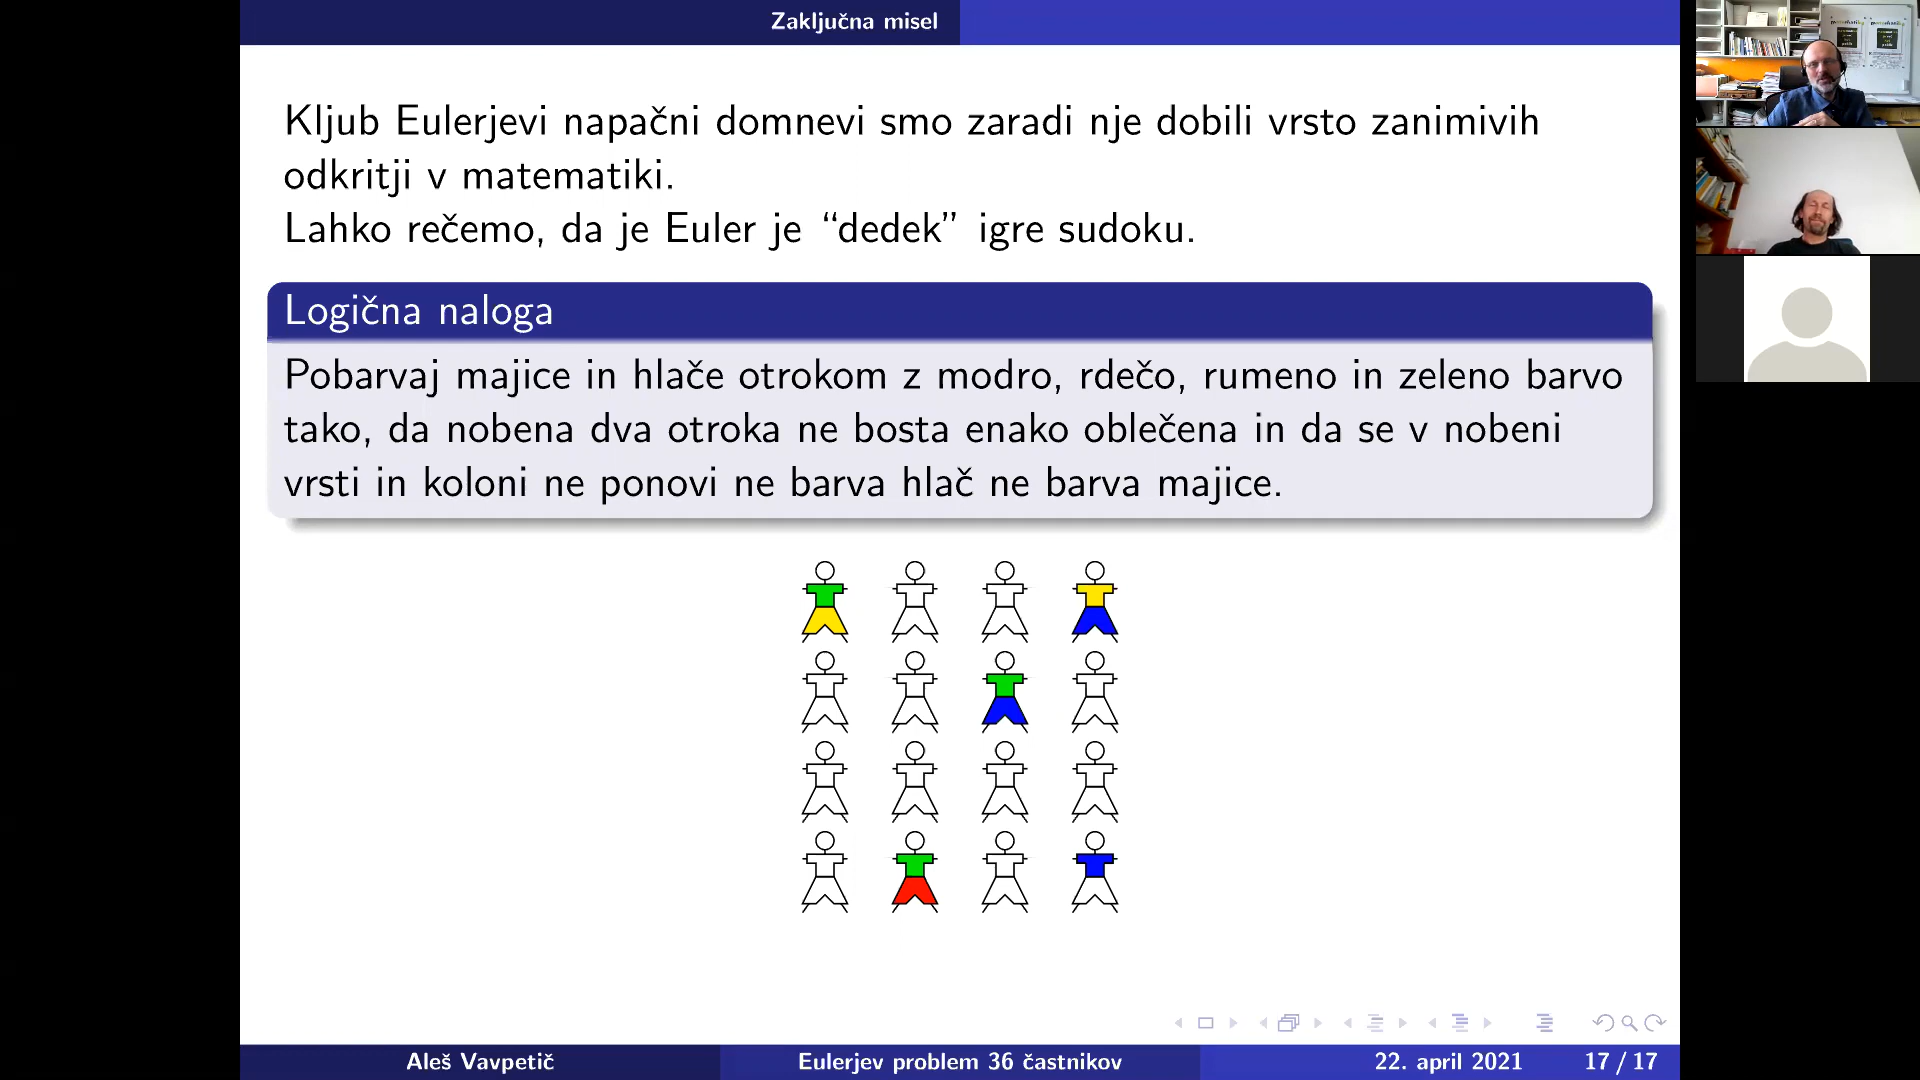 Zaključna misel
Kljub Eulerjevi napačni domnevi smo zaradi nje dobili vrsto zanimivih
odkritji v matematiki.
Lahko rečemo, da je Euler je “dedek” igre sudoku.
Logična naloga
Pobarvaj majice in hlače otrokom z modro, rdečo, rumeno in zeleno barvo
tako, da nobena dva otroka ne bosta enako oblečena in da se v nobeni
vrsti in koloni ne ponovi ne barva hlač ne barva majice.
Aleš Vavpetič
Eulerjev problem 36 častnikov
22. april 2021
17 / 17